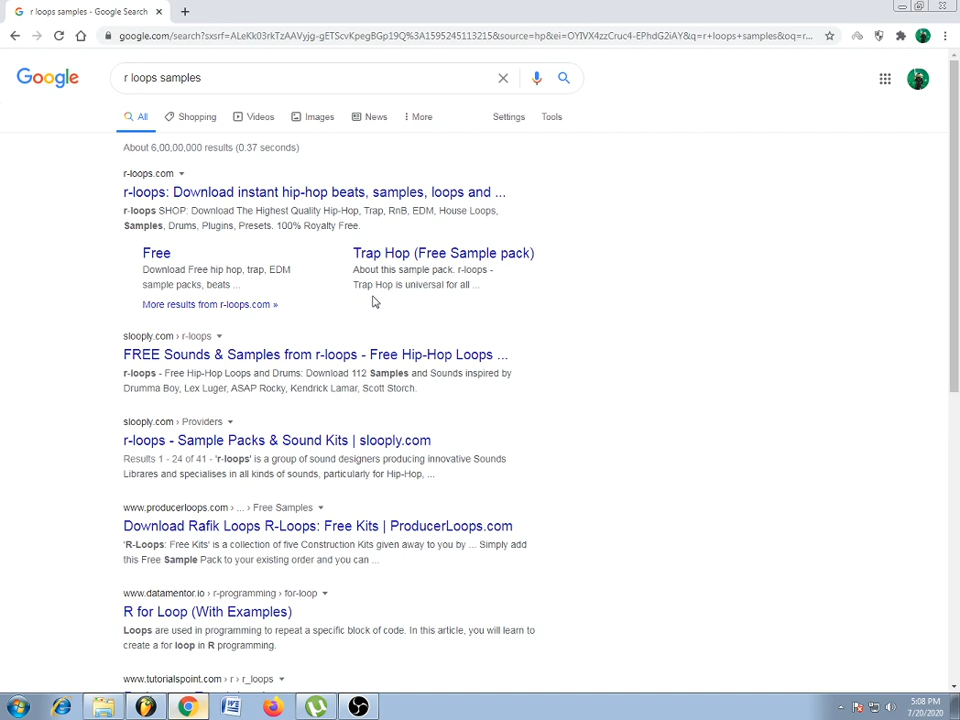 r loops samples - Google Search
google.com/search?sxsrf=ALeKk03rkTzAAVyjg-gETScvKpegBGp19Q%3A1595245113215&source=hp&ei=OYIVX4zzCruc4-EPhdG2iAY&q=r+loops+samples&oq=r...
Google
r loops samples
All Shopping Videos Images News More Settings Tools
About 6,00,00,000 results (0.37 seconds)
r-loops.com
r-loops: Download instant hip-hop beats, samples, loops and ...
r-loops SHOP: Download The Highest Quality Hip-Hop, Trap, RnB, EDM, House Loops,
Samples, Drums, Plugins, Presets. 100% Royalty Free.
Free
Download Free hip hop, trap, EDM
sample packs, beats ...
Trap Hop (Free Sample pack)
About this sample pack. r-loops -
Trap Hop is universal for all ...
More results from r-loops.com »
slooply.com › r-loops
FREE Sounds & Samples from r-loops - Free Hip-Hop Loops ...
r-loops - Free Hip-Hop Loops and Drums: Download 112 Samples and Sounds inspired by
Drumma Boy, Lex Luger, ASAP Rocky, Kendrick Lamar, Scott Storch.
slooply.com › Providers
r-loops - Sample Packs & Sound Kits | slooply.com
Results 1 - 24 of 41 - 'r-loops' is a group of sound designers producing innovative Sounds
Librares and specialises in all kinds of sounds, particularly for Hip-Hop, ...
www.producerloops.com › ... › Free Samples
Download Rafik Loops R-Loops: Free Kits | ProducerLoops.com
'R-Loops: Free Kits' is a collection of five Construction Kits given away to you by ... Simply add
this Free Sample Pack to your existing order and you can ...
www.datamentor.io › r-programming › for-loop
R for Loop (With Examples)
Loops are used in programming to repeat a specific block of code. In this article, you will learn to
create a for loop in R programming.
www.tutorialspoint.com › r › r_loops
5:08 PM
7/20/2020